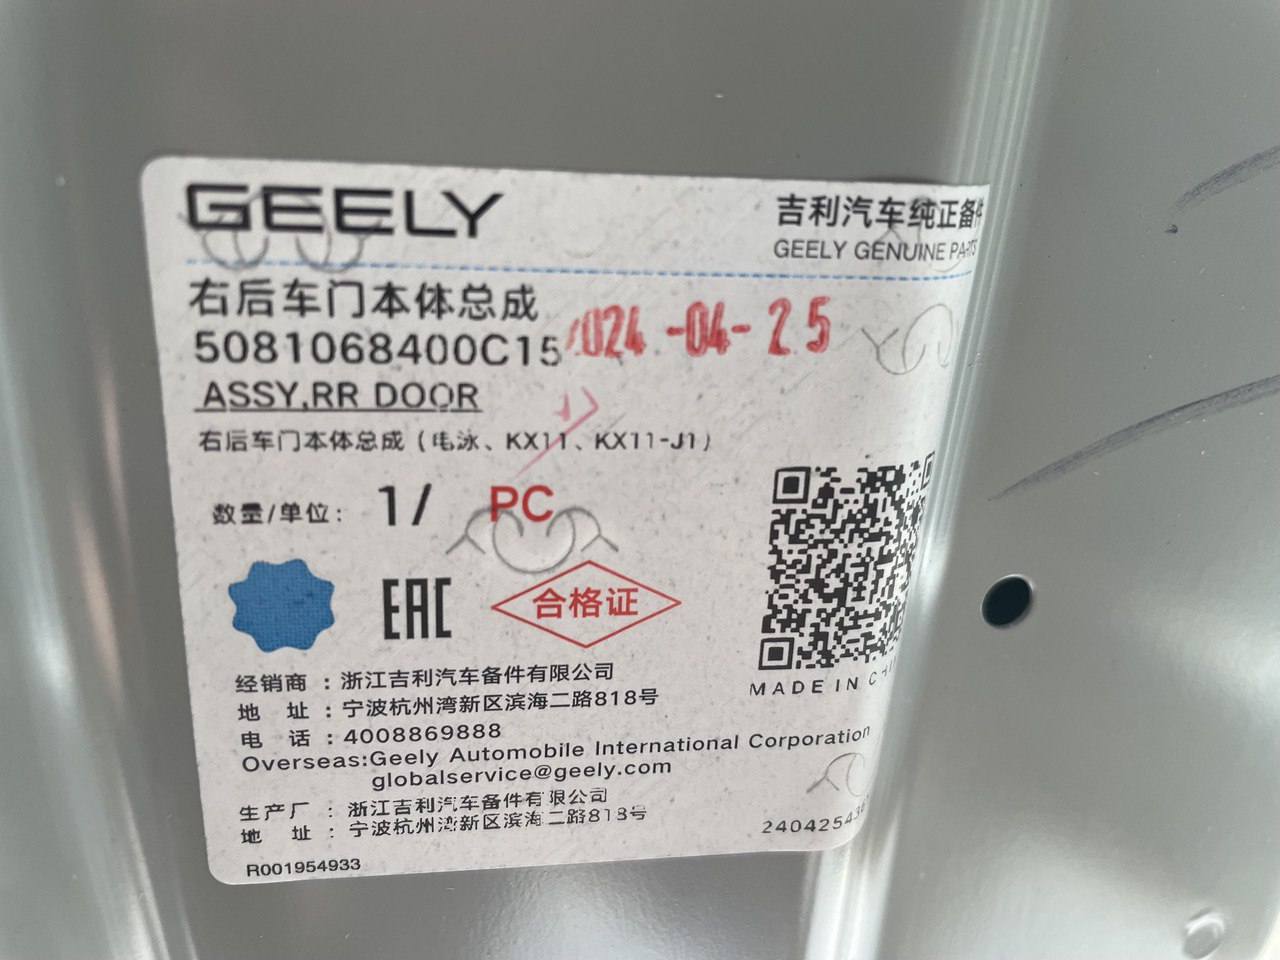 GEELY
吉利汽车纯正备件
GEELY GENUINE PARTS
右后车门本体总成
5081068400C15
024-04-25
ASSY,RR DOOR
右后车门本体总成（电泳、KX11、KX11-J1）
数量/单位： 1/ PC
EAC
合格证
MADE IN
经销商 ：浙江吉利汽车备件有限公司
地 址 ：宁波杭州湾新区滨海二路818号
电 话 ：4008869888
Overseas:Geely Automobile International Corporation
globalservice@geely.com
生产厂 ：浙江吉利汽车备件有限公司
地 址 ：宁波杭州湾新区滨海二路818号
R001954933